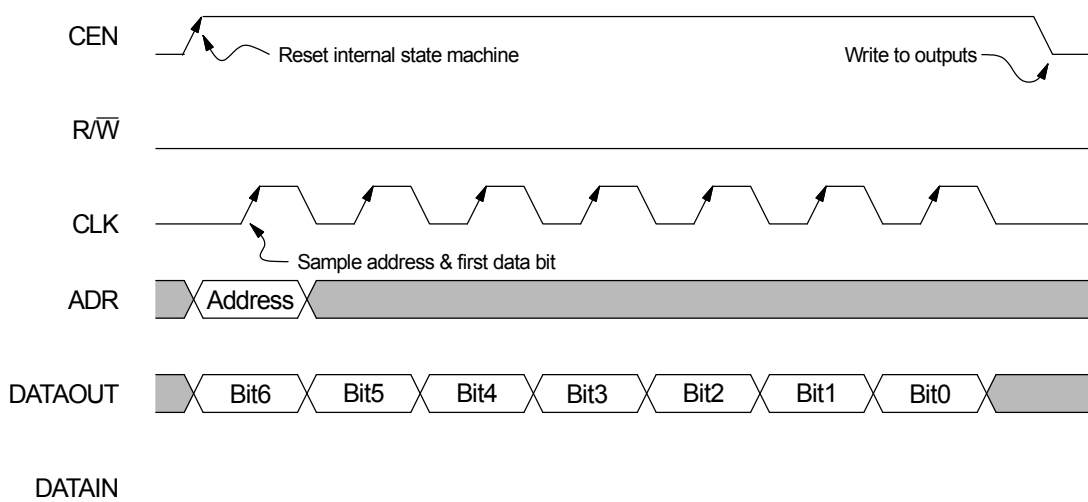 CEN
Reset internal state machine
Write to outputs
R/W̅
CLK
Sample address & first data bit
ADR
Address
DATAOUT
Bit6 Bit5 Bit4 Bit3 Bit2 Bit1 Bit0
DATAIN